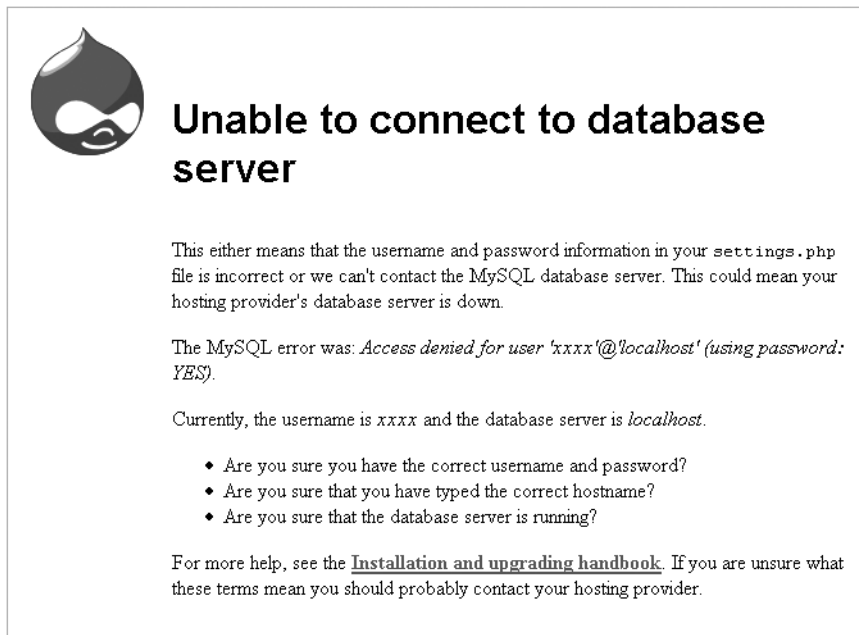 Unable to connect to database
server
This either means that the username and password information in your settings.php
file is incorrect or we can't contact the MySQL database server. This could mean your
hosting provider's database server is down.
The MySQL error was: Access denied for user 'xxxx'@'localhost' (using password:
YES).
Currently, the username is xxxx and the database server is localhost.
• Are you sure you have the correct username and password?
• Are you sure that you have typed the correct hostname?
• Are you sure that the database server is running?
For more help, see the Installation and upgrading handbook. If you are unsure what
these terms mean you should probably contact your hosting provider.